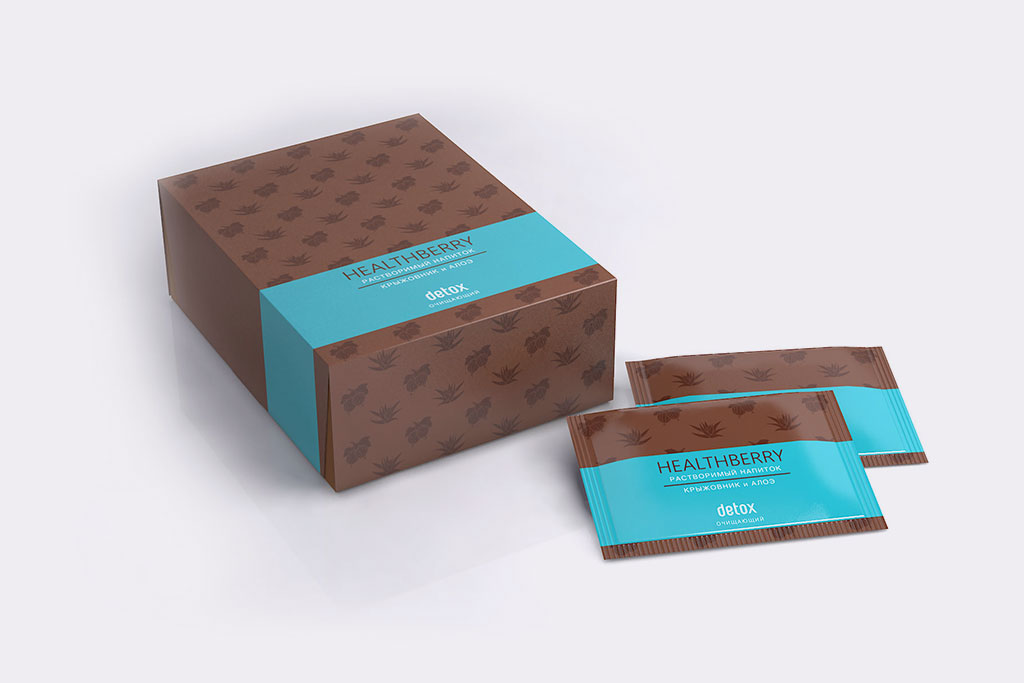 HEALTHBERRY
РАСТВОРИМЫЙ НАПИТОК
КРЫЖОВНИК и АЛОЭ
detox
ОЧИЩАЮЩИЙ
HEALTHBERRY
РАСТВОРИМЫЙ НАПИТОК
КРЫЖОВНИК и АЛОЭ
detox
ОЧИЩАЮЩИЙ